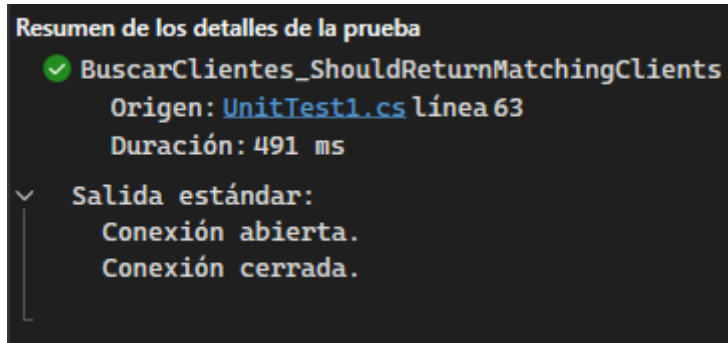 Resumen de los detalles de la prueba
BuscarClientes_ShouldReturnMatchingClients
Origen: UnitTest1.cs línea 63
Duración: 491 ms
Salida estándar:
Conexión abierta.
Conexión cerrada.